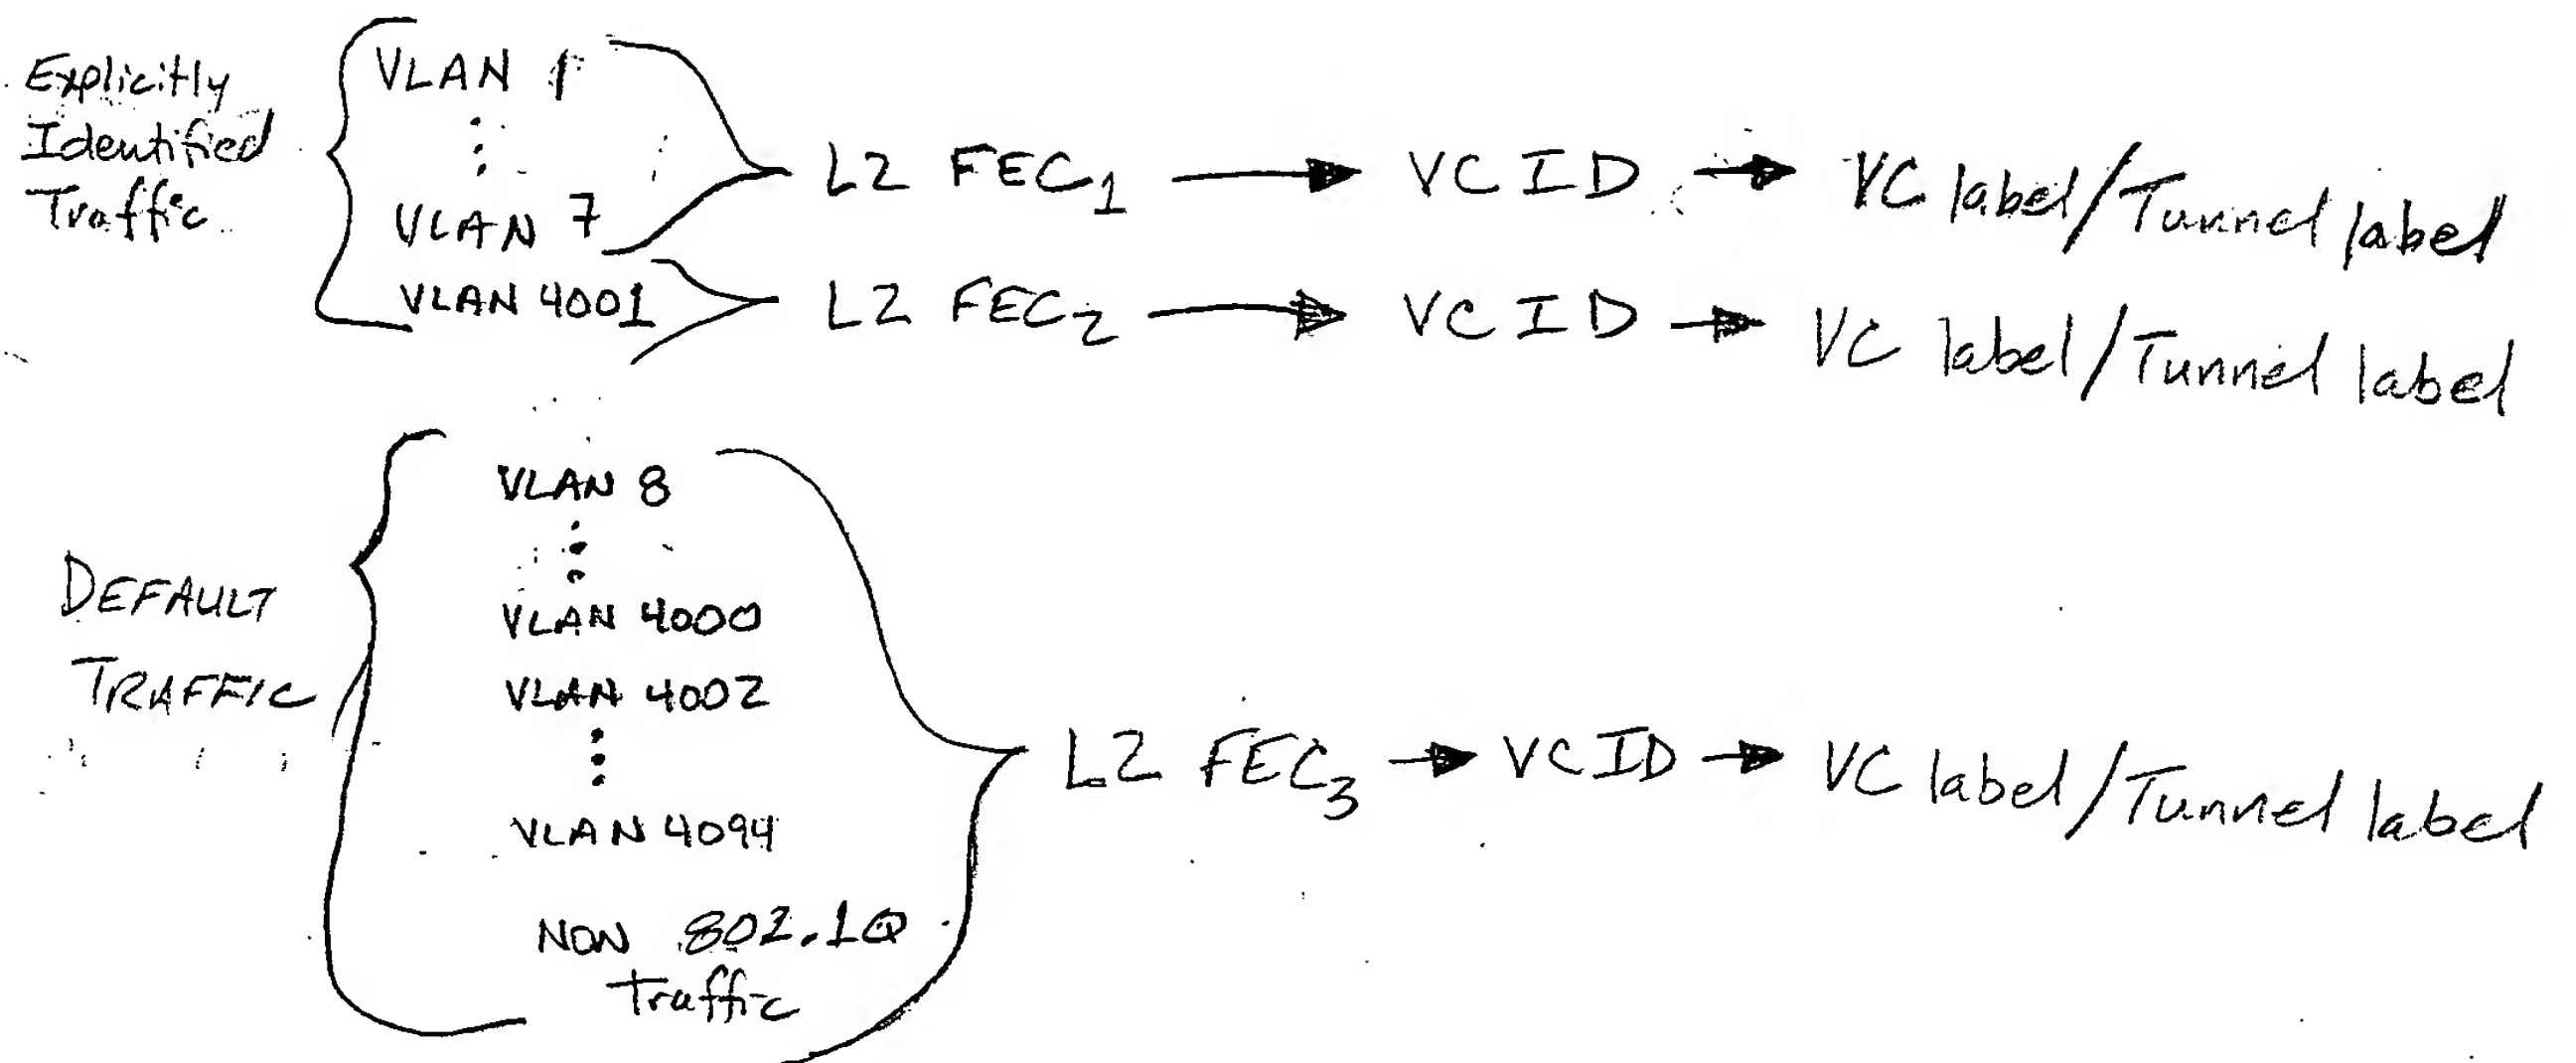 Explicitly
Identified
Traffic
VLAN 1
VLAN 7
L2 FEC1 VC ID VC label/Tunnel label
VLAN 4001
L2 FEC2 VC ID VC label/Tunnel label
DEFAULT
TRAFFIC
VLAN 8
VLAN 4000
VLAN 4002
VLAN 4094
NON 802.1Q
Traffic
L2 FEC3 VC ID VC label/Tunnel label